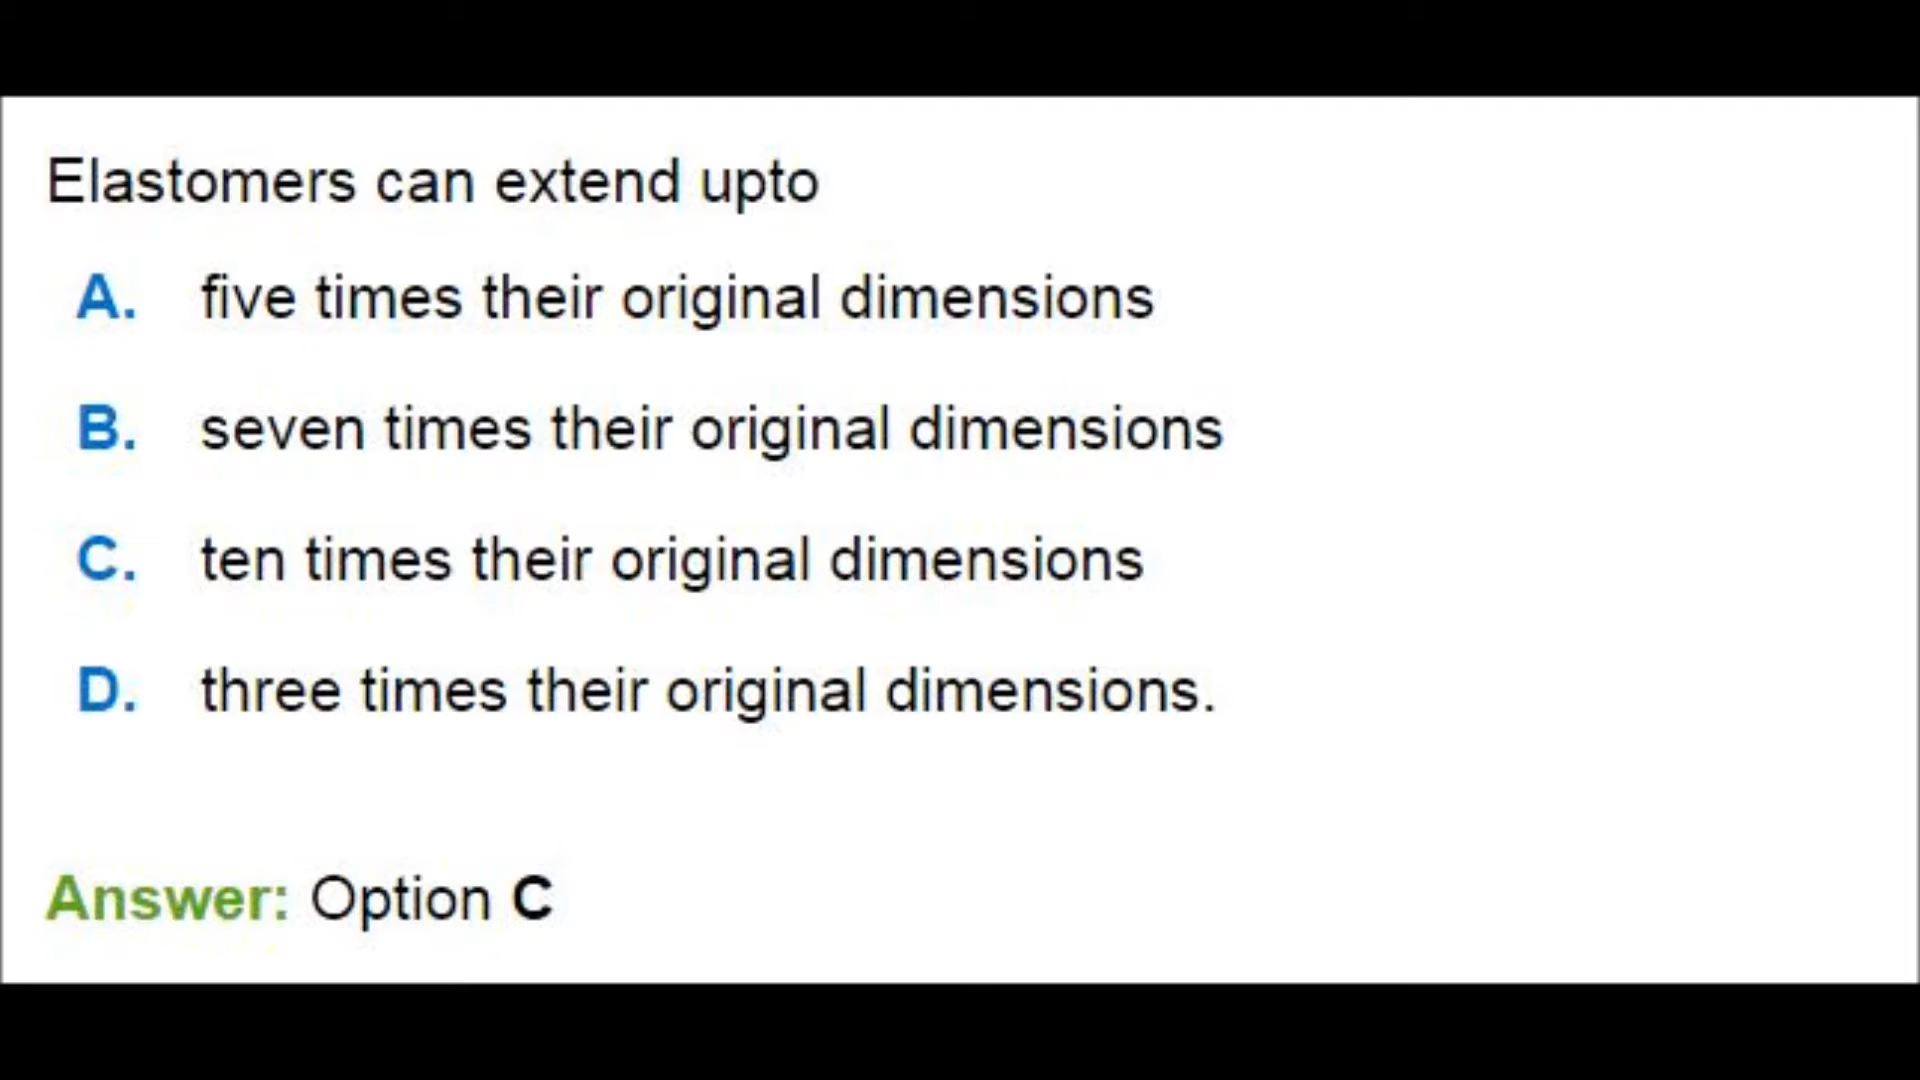 Elastomers can extend upto
A. five times their original dimensions
B. seven times their original dimensions
C. ten times their original dimensions
D. three times their original dimensions.
Answer: Option C